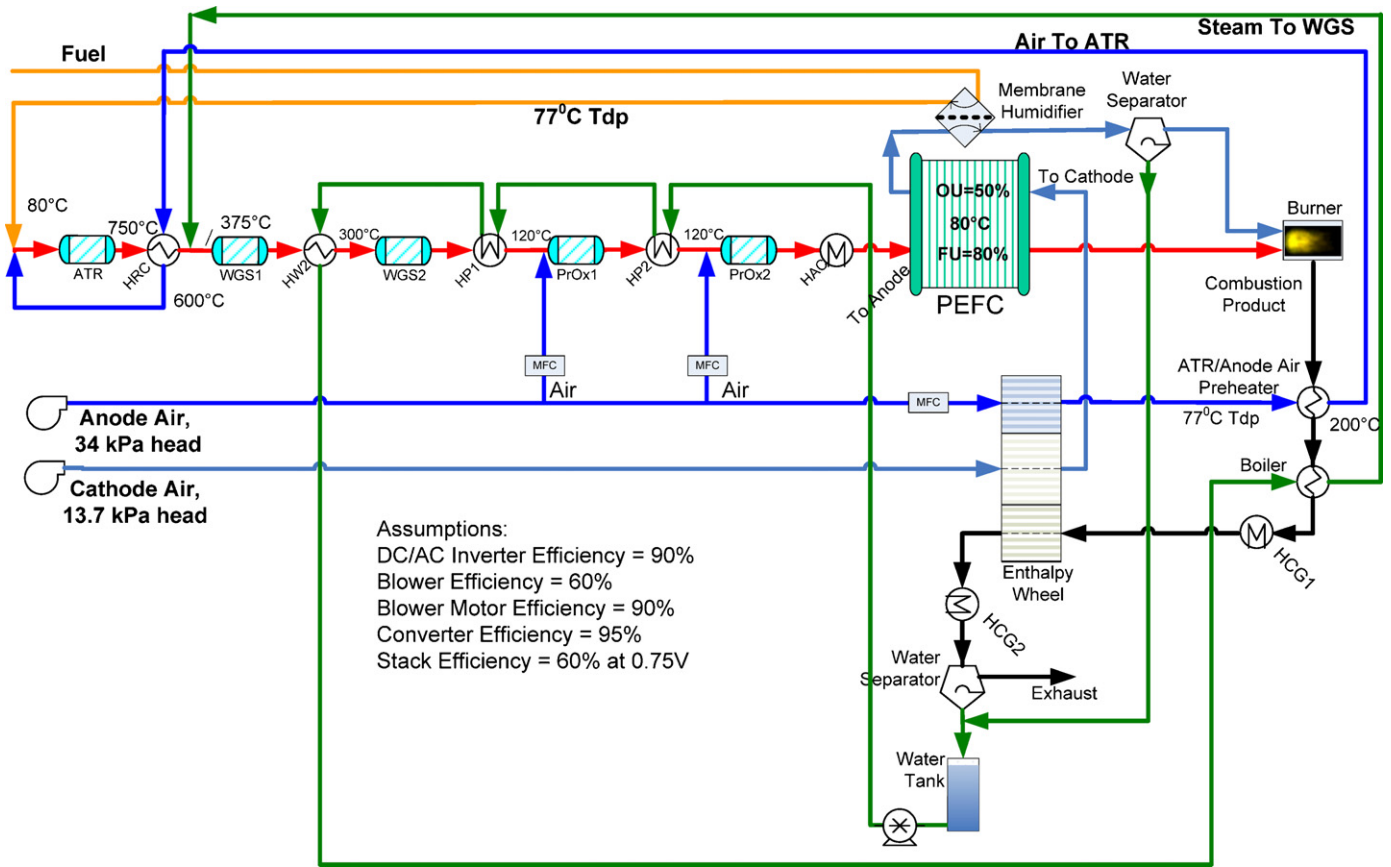 Steam To WGS
Fuel
Air To ATR
Water
Separator
Membrane
Humidifier
77⁰C Tdp
To Cathode
OU=50%
80°C
FU=80%
PEFC
80°C
750°C
375°C
300°C
120°C
120°C
ATR
HRC
WGS1
HW2
WGS2
HP1
PrOx1
HP2
PrOx2
HAC
To Anode
600°C
Burner
Combustion
Product
MFC
MFC
Air
Air
MFC
ATR/Anode Air
Preheater
77⁰C Tdp
200°C
Anode Air,
34 kPa head
Boiler
Cathode Air,
13.7 kPa head
HCG1
Enthalpy
Wheel
Assumptions:
DC/AC Inverter Efficiency = 90%
Blower Efficiency = 60%
Blower Motor Efficiency = 90%
Converter Efficiency = 95%
Stack Efficiency = 60% at 0.75V
HCG2
Water
Separator
Exhaust
Water
Tank